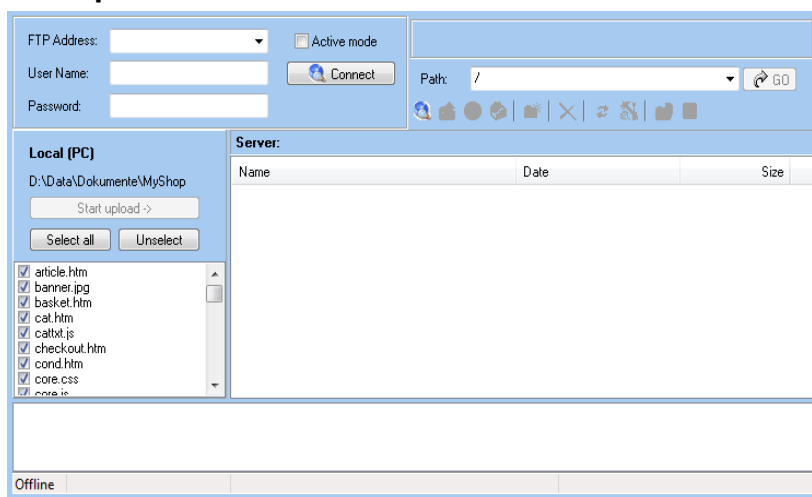 FTP Address:
Active mode
User Name:
Connect
Path: /
GO
Password:
Local (PC)
D:\Data\Dokumente\MyShop
Start upload ->
Select all
Unselect
article.htm
banner.jpg
basket.htm
cat.htm
cattxt.js
checkout.htm
cond.htm
core.css
core.js
Server:
Name Date Size
Offline